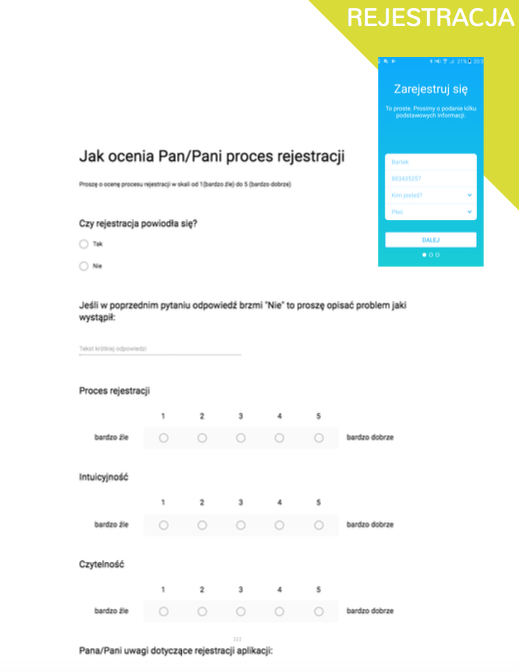 REJESTRACJA
Zarejestruj się
To proste. Prosimy o podanie kilku
podstawowych informacji.
Bartek
Kim jesteś?
Płeć
DALEJ
Jak ocenia Pan/Pani proces rejestracji
Proszę o ocenę procesu rejestracji w skali od 1(bardzo źle) do 5 (bardzo dobrze)
Czy rejestracja powiodła się?
Tak
Nie
Jeśli w poprzednim pytaniu odpowiedź brzmi "Nie" to proszę opisać problem jaki
wystąpił:
Tekst krótkiej odpowiedzi
Proces rejestracji
1 2 3 4 5
bardzo źle bardzo dobrze
Intuicyjność
1 2 3 4 5
bardzo źle bardzo dobrze
Czytelność
1 2 3 4 5
bardzo źle bardzo dobrze
Pana/Pani uwagi dotyczące rejestracji aplikacji: